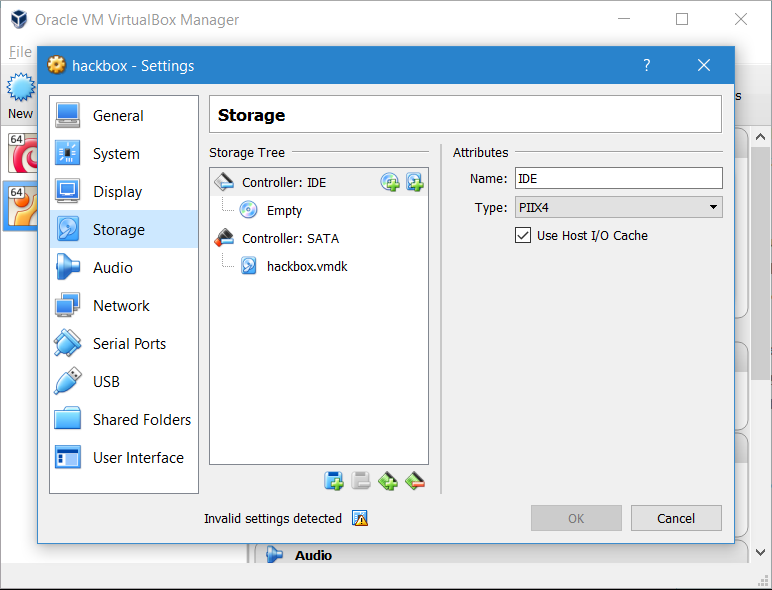 Oracle VM VirtualBox Manager
File
hackbox - Settings
?
New
s
64
64
General
System
Display
Storage
Audio
Network
Serial Ports
USB
Shared Folders
User Interface
Storage
Storage Tree
Controller: IDE
Empty
Controller: SATA
hackbox.vmdk
Attributes
Name: IDE
Type: PIIX4
Use Host I/O Cache
Invalid settings detected
OK
Cancel
Audio